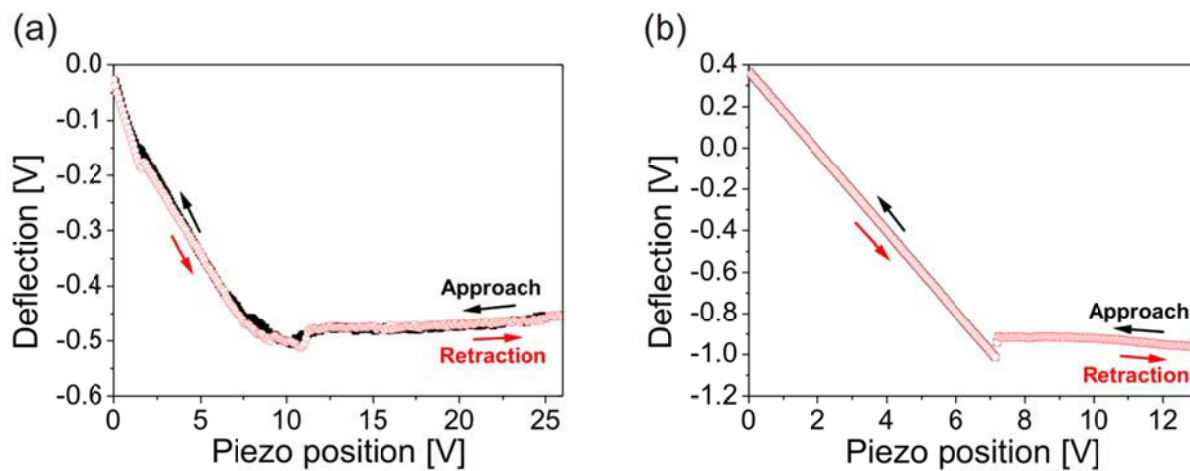 (a)
0.0
-0.1
-0.2
-0.3
-0.4
-0.5
-0.6
Deflection [V]
Approach
Retraction
0 5 10 15 20 25
Piezo position [V]
(b)
0.4
0.2
0.0
-0.2
-0.4
-0.6
-0.8
-1.0
-1.2
Deflection [V]
Approach
Retraction
0 2 4 6 8 10 12
Piezo position [V]